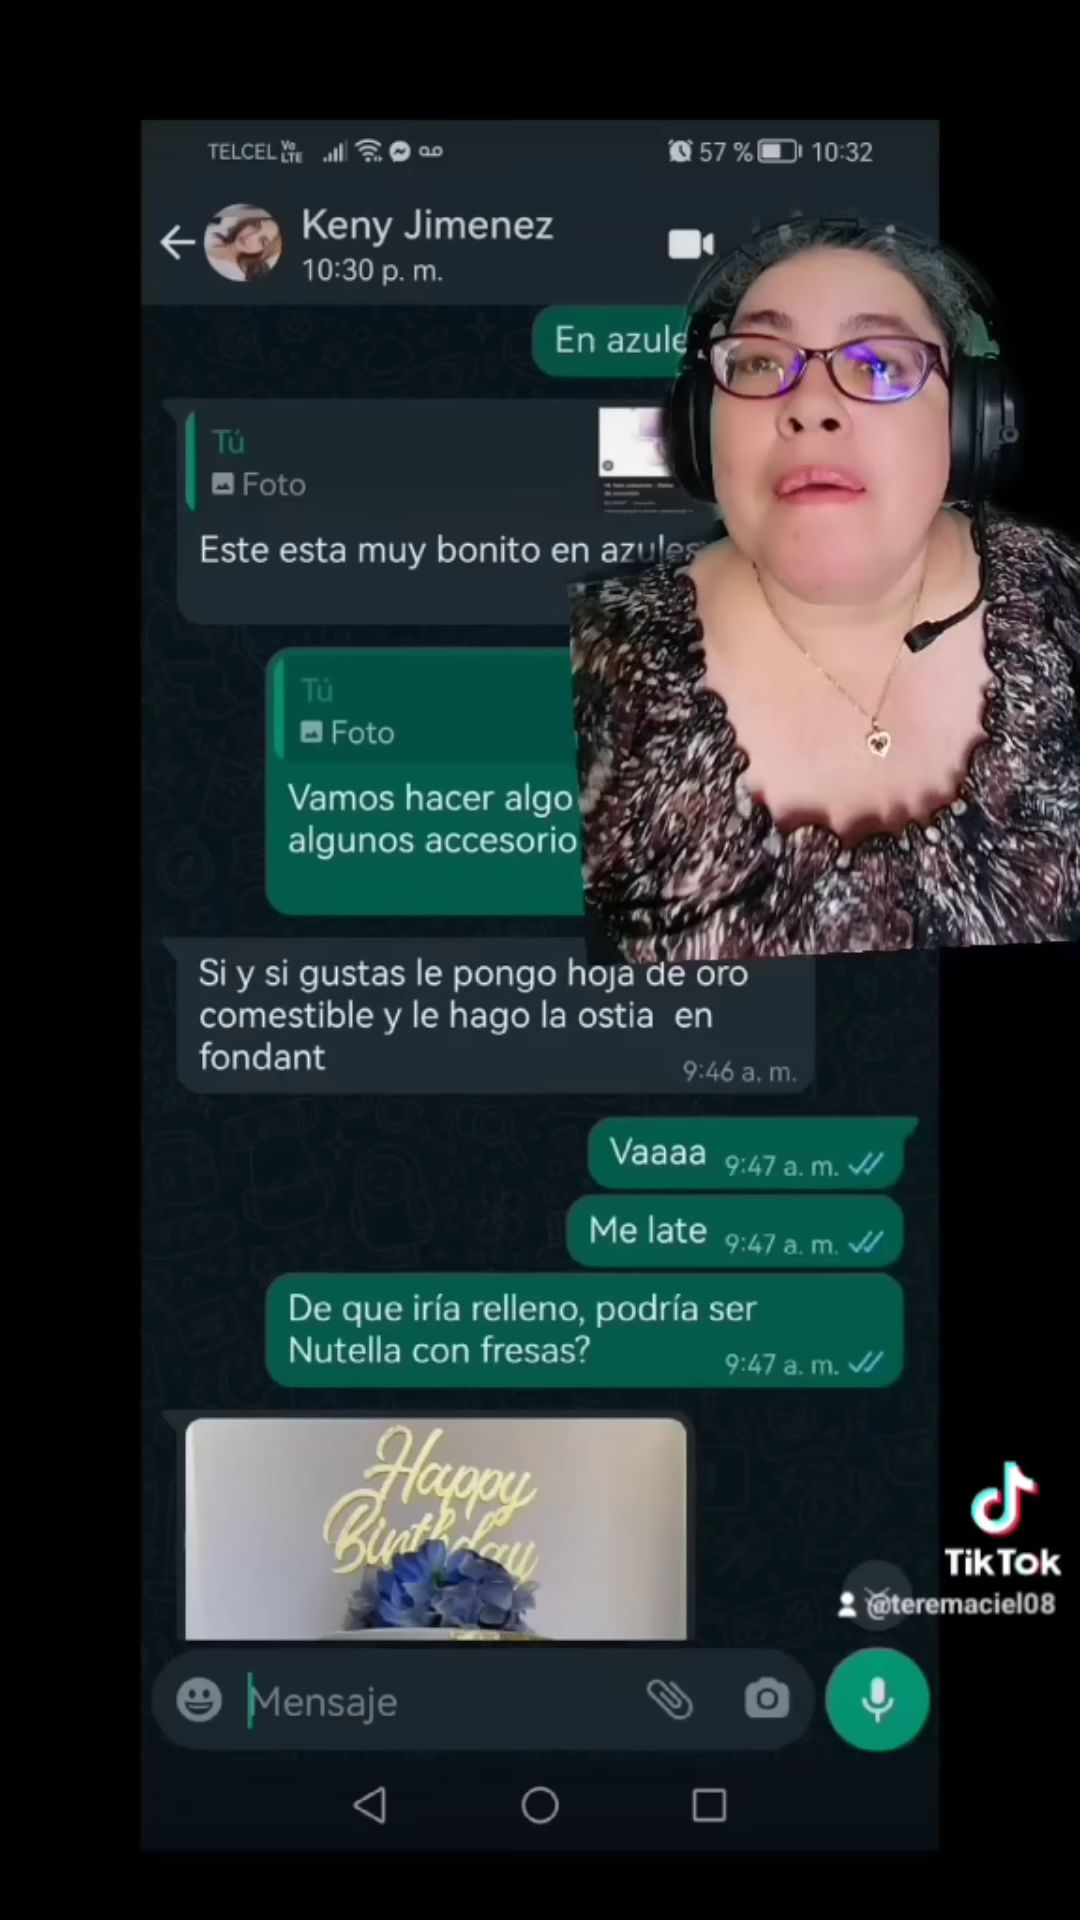 TELCEL Vo LTE 57 % 10:32
Keny Jimenez
10:30 p. m.
En azule
Tú
Foto
Este esta muy bonito en azules
Tú
Foto
Vamos hacer algo
algunos accesorio
Si y si gustas le pongo hoja de oro
comestible y le hago la ostia en
fondant
9:46 a. m.
Vaaaa 9:47 a. m.
Me late 9:47 a. m.
De que iría relleno, podría ser
Nutella con fresas?
9:47 a. m.
Happy
Birthday
TikTok
@teremaciel08
Mensaje